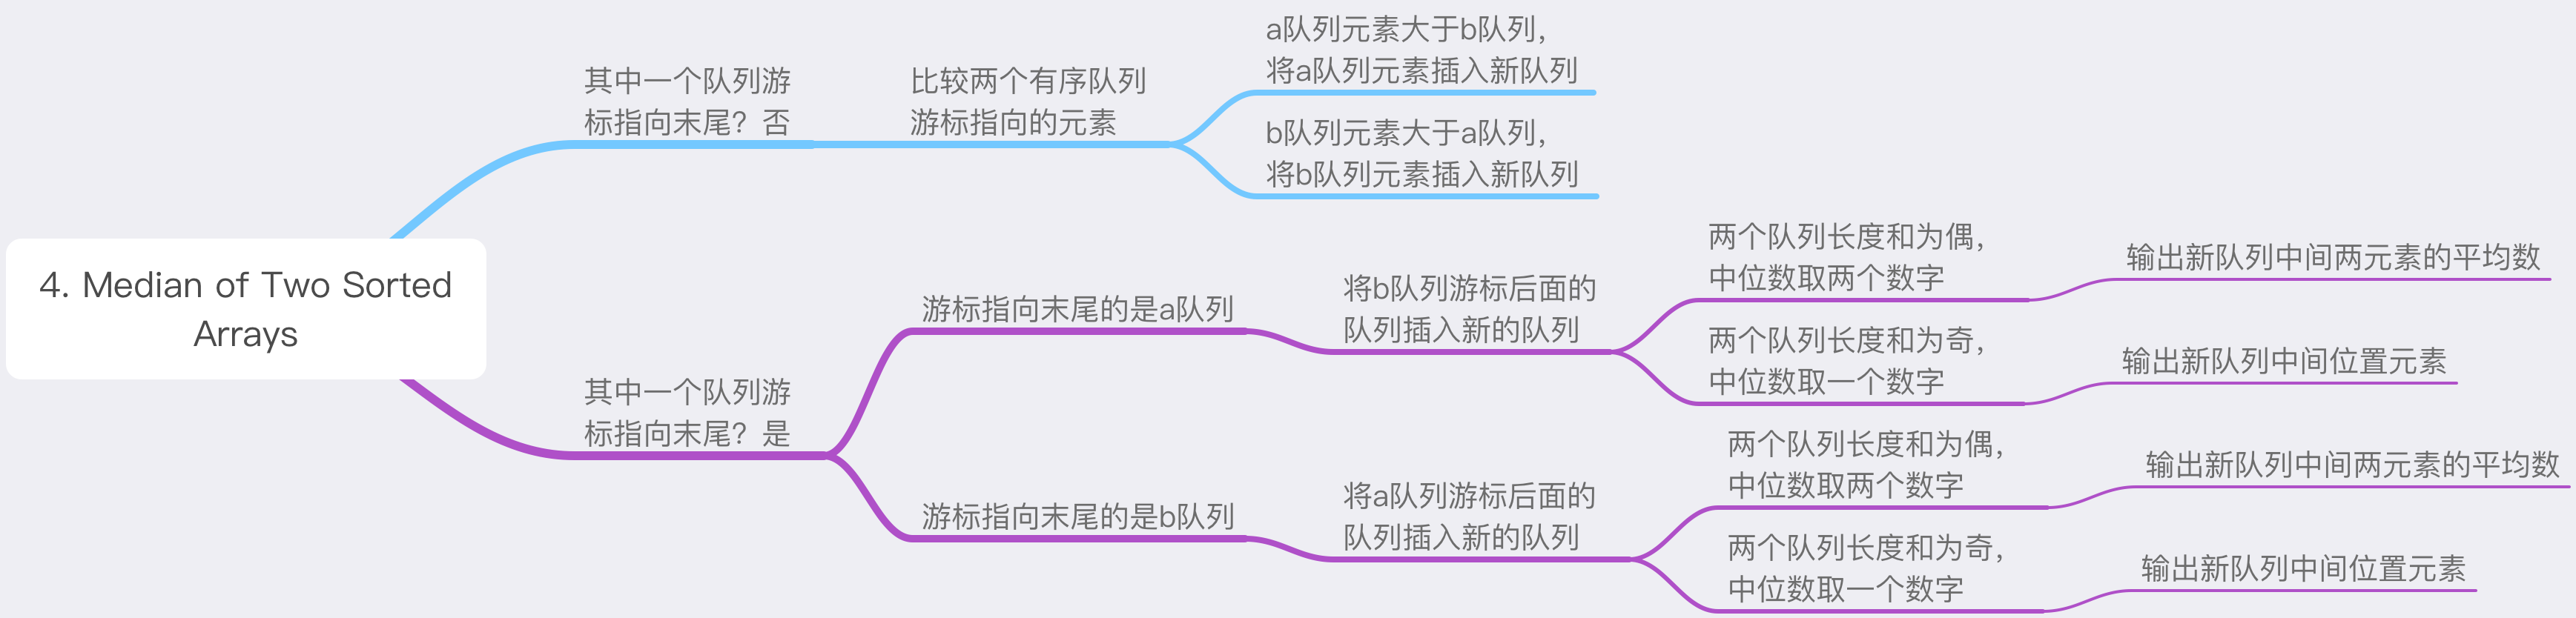 4. Median of Two Sorted
Arrays
其中一个队列游
标指向末尾？否
比较两个有序队列
游标指向的元素
a队列元素大于b队列，
将a队列元素插入新队列
b队列元素大于a队列，
将b队列元素插入新队列
其中一个队列游
标指向末尾？是
游标指向末尾的是a队列
将b队列游标后面的
队列插入新的队列
两个队列长度和为偶，
中位数取两个数字
输出新队列中间两元素的平均数
两个队列长度和为奇，
中位数取一个数字
输出新队列中间位置元素
游标指向末尾的是b队列
将a队列游标后面的
队列插入新的队列
两个队列长度和为偶，
中位数取两个数字
输出新队列中间两元素的平均数
两个队列长度和为奇，
中位数取一个数字
输出新队列中间位置元素